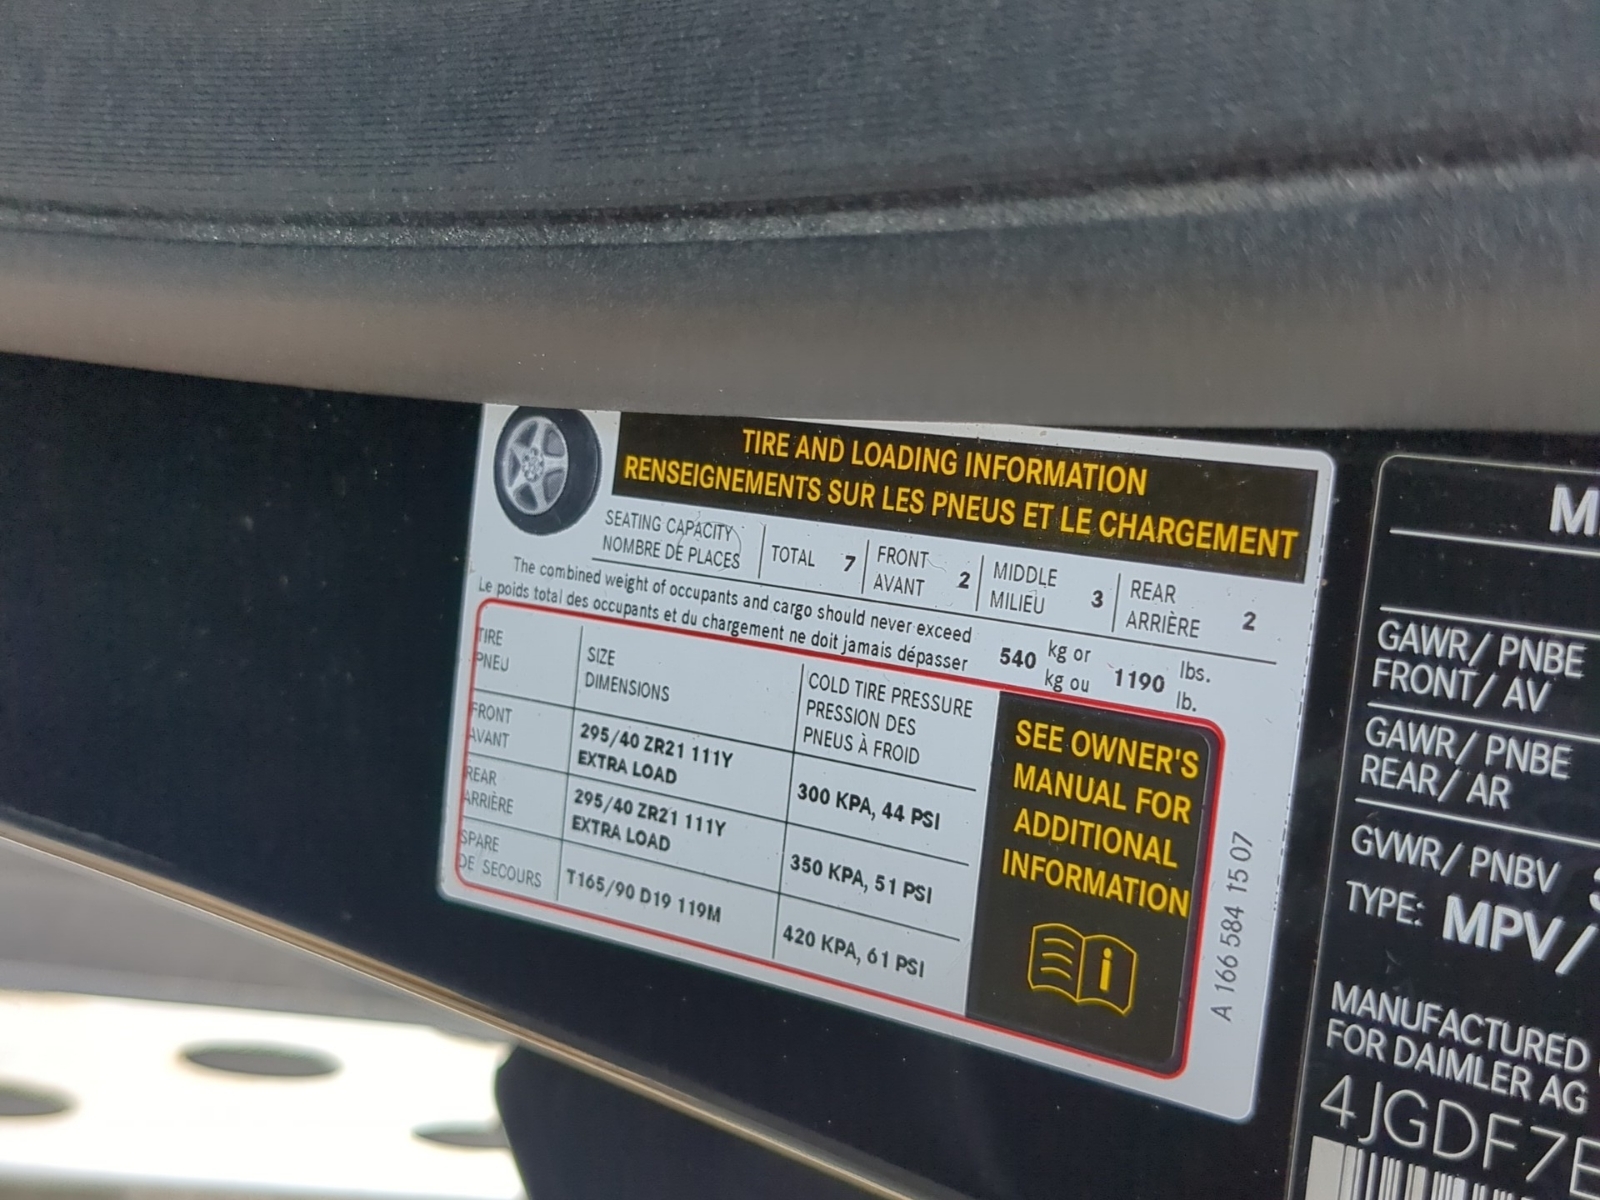 TIRE AND LOADING INFORMATION
RENSEIGNEMENTS SUR LES PNEUS ET LE CHARGEMENT
SEATING CAPACITY
NOMBRE DE PLACES
TOTAL 7
FRONT
AVANT 2
MIDDLE
MILIEU 3
REAR
ARRIÈRE 2
The combined weight of occupants and cargo should never exceed
Le poids total des occupants et du chargement ne doit jamais dépasser
540 kg or 1190 lbs.
kg ou lb.
TIRE
PNEU
SIZE
DIMENSIONS
COLD TIRE PRESSURE
PRESSION DES
PNEUS À FROID
FRONT
AVANT
295/40 ZR21 111Y
EXTRA LOAD
300 KPA, 44 PSI
REAR
ARRIÈRE
295/40 ZR21 111Y
EXTRA LOAD
350 KPA, 51 PSI
SPARE
DE SECOURS
T165/90 D19 119M
420 KPA, 61 PSI
SEE OWNER'S
MANUAL FOR
ADDITIONAL
INFORMATION
A 166 584 15 07
GAWR/ PNBE
FRONT/ AV
GAWR/ PNBE
REAR/ AR
GVWR/ PNBV
TYPE: MPV/
MANUFACTURED
FOR DAIMLER AG
4JGDF7